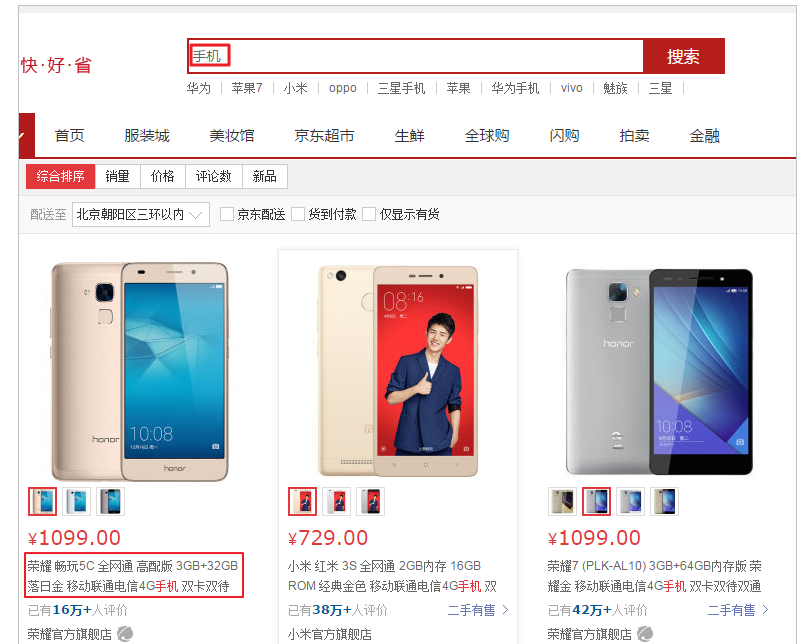 快·好·省
手机
搜索
华为 苹果7 小米 oppo 三星手机 苹果 华为手机 vivo 魅族 三星
首页 服装城 美妆馆 京东超市 生鲜 全球购 闪购 拍卖 金融
综合排序 销量 价格 评论数 新品
配送至 北京朝阳区三环以内 京东配送 货到付款 仅显示有货
honor
10:08
honor
08:16
honor
10:08
¥1099.00
荣耀 畅玩5C 全网通 高配版 3GB+32GB
落日金 移动联通电信4G手机 双卡双待
已有16万+人评价
荣耀官方旗舰店
¥729.00
小米 红米 3S 全网通 2GB内存 16GB
ROM 经典金色 移动联通电信4G手机 双
已有38万+人评价 二手有售 >
小米官方旗舰店
¥1099.00
荣耀7 (PLK-AL10) 3GB+64GB内存版 荣
耀金 移动联通电信4G手机 双卡双待双通
已有42万+人评价 二手有售 >
荣耀官方旗舰店